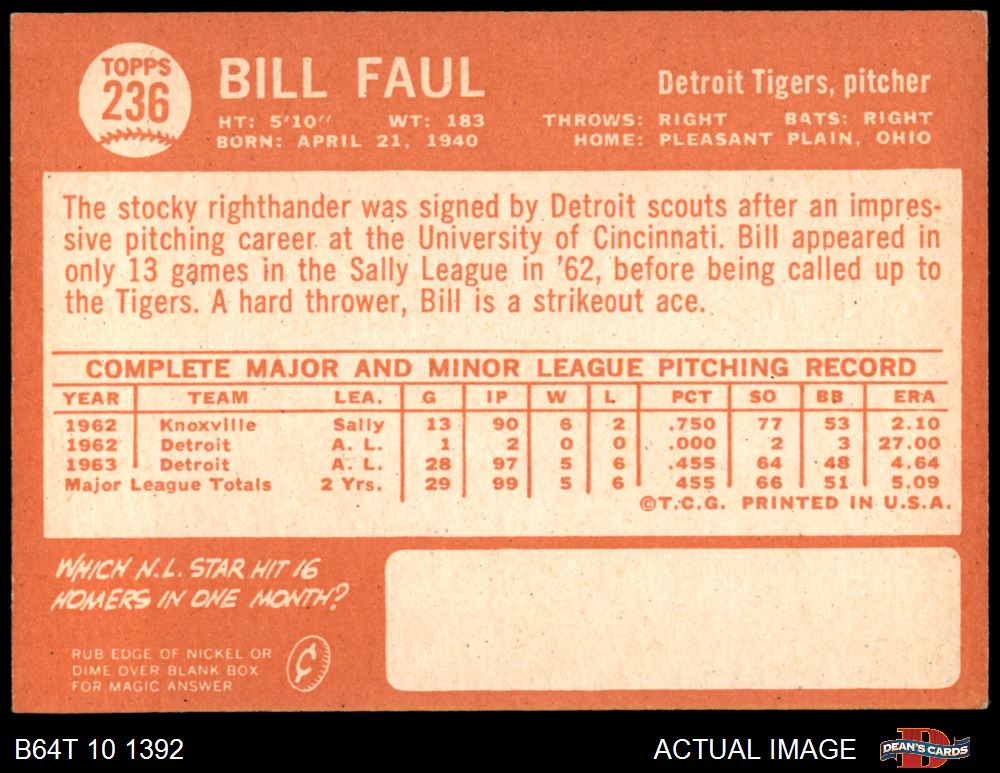 TOPPS
236
BILL FAUL
Detroit Tigers, pitcher
HT: 5'10" WT: 183
THROWS: RIGHT BATS: RIGHT
BORN: APRIL 21, 1940
HOME: PLEASANT PLAIN, OHIO
The stocky righthander was signed by Detroit scouts after an impres-
sive pitching career at the University of Cincinnati. Bill appeared in
only 13 games in the Sally League in '62, before being called up to
the Tigers. A hard thrower, Bill is a strikeout ace.
COMPLETE MAJOR AND MINOR LEAGUE PITCHING RECORD
YEAR TEAM LEA. G IP W L PCT SO BB ERA
1962 Knoxville Sally 13 90 6 2 .750 77 53 2.10
1962 Detroit A. L. 1 2 0 0 .000 2 3 27.00
1963 Detroit A. L. 28 97 5 6 .455 64 48 4.64
Major League Totals 2 Yrs. 29 99 5 6 .455 66 51 5.09
©T.C.G. PRINTED IN U.S.A.
WHICH N.L. STAR HIT 16
HOMERS IN ONE MONTH?
RUB EDGE OF NICKEL OR
DIME OVER BLANK BOX
FOR MAGIC ANSWER
¢
B64T 10 1392
ACTUAL IMAGE
D
DEAN'S CARDS